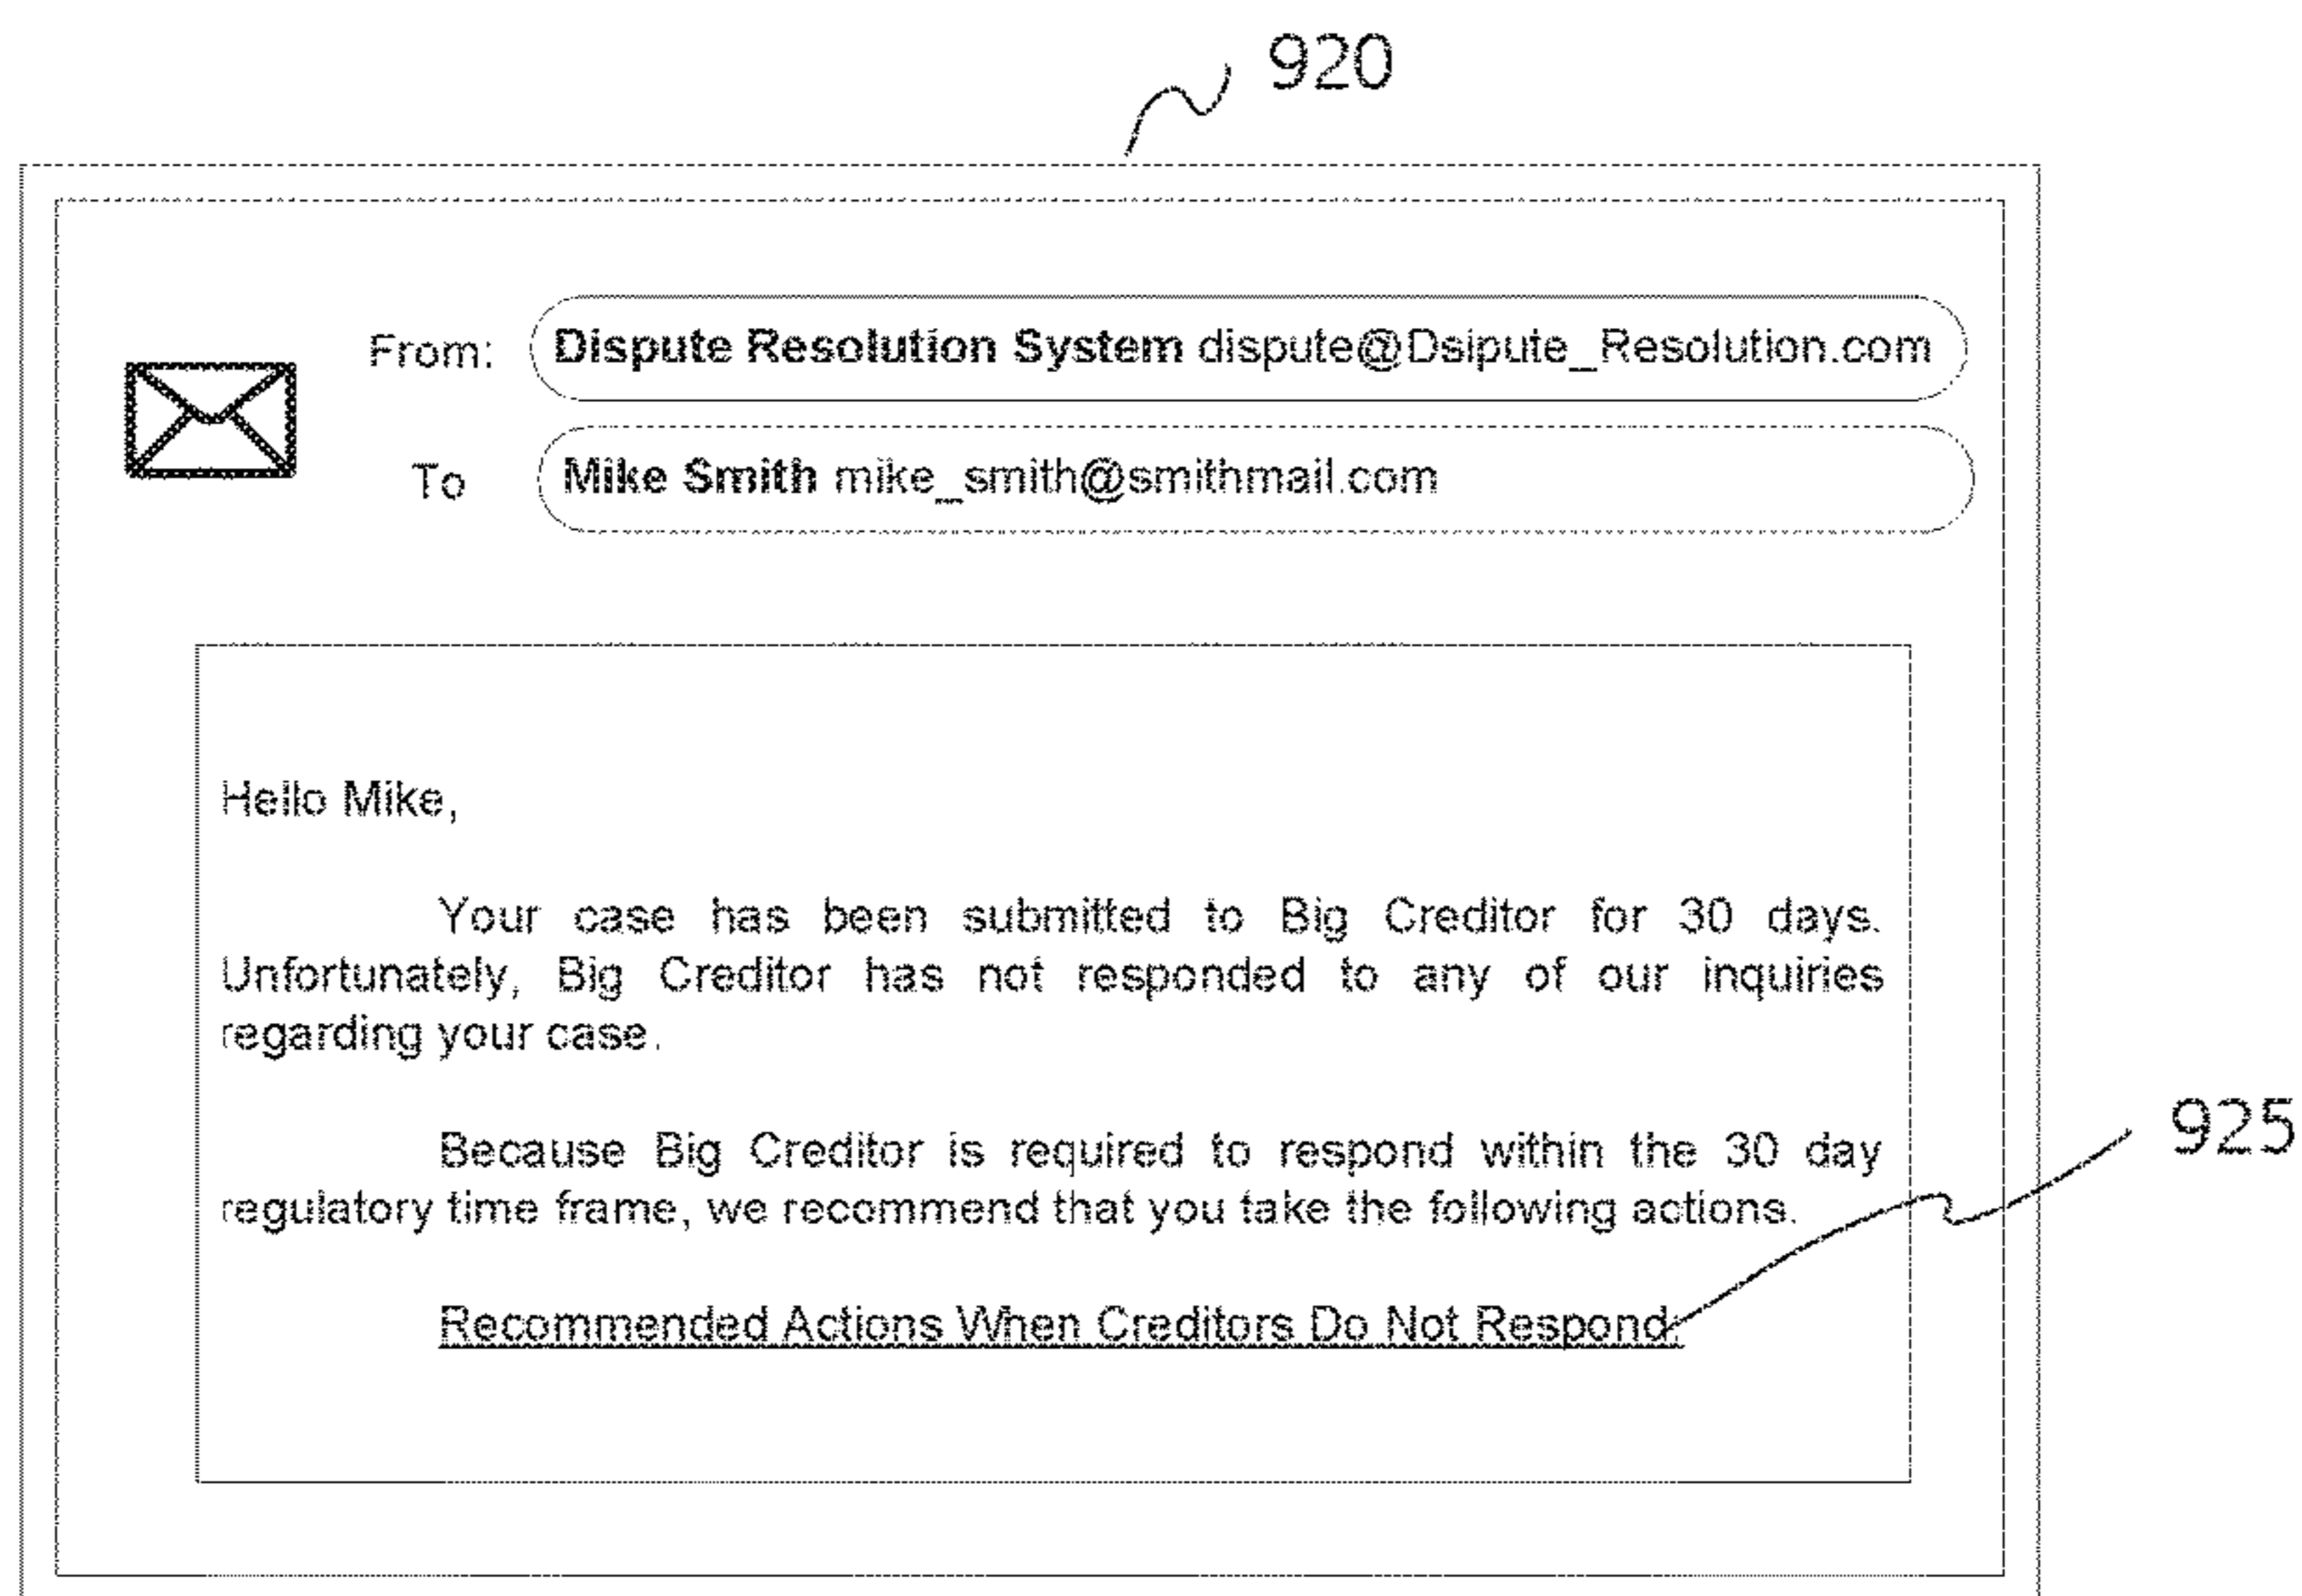 920
From: Dispute Resolution System dispute@Dsipute_Resolution.com
To Mike Smith mike_smith@smithmail.com
Hello Mike,
Your case has been submitted to Big Creditor for 30 days.
Unfortunately, Big Creditor has not responded to any of our inquiries
regarding your case.
925
Because Big Creditor is required to respond within the 30 day
regulatory time frame, we recommend that you take the following actions.
Recommended Actions When Creditors Do Not Respond.